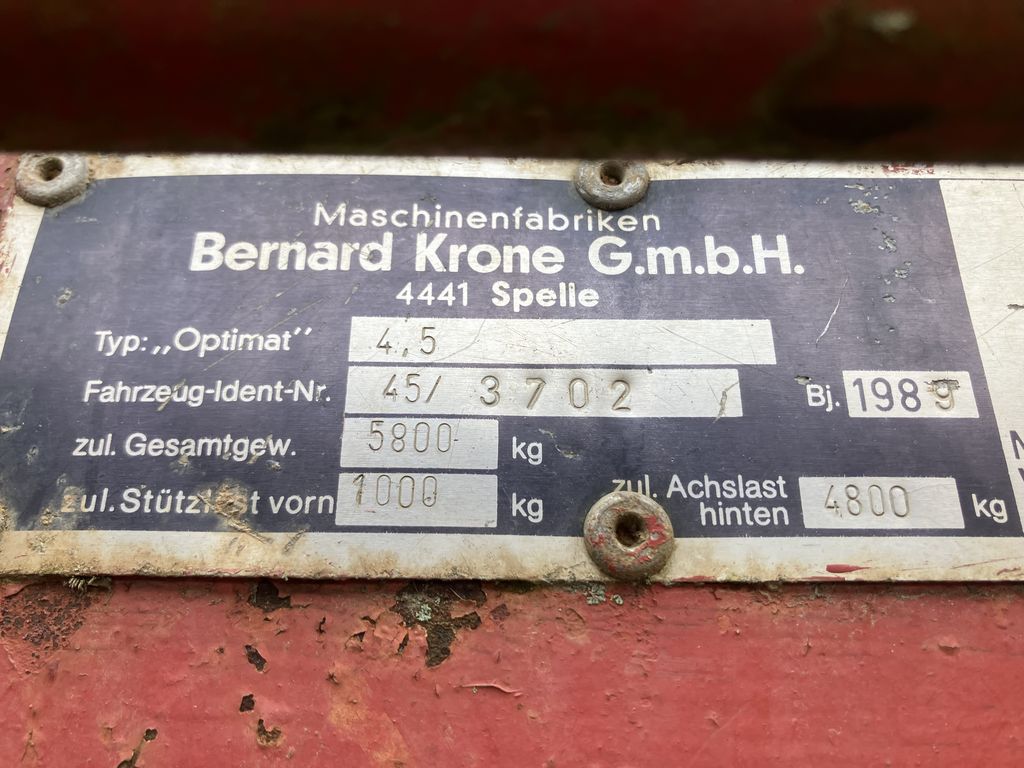 Maschinenfabriken
Bernard Krone G.m.b.H.
4441 Spelle
Typ: „Optimat" 4,5
Fahrzeug-Ident-Nr. 45/ 3702 / Bj. 1989
zul. Gesamtgew. 5800 kg
zul. Stützlast vorn 1000 kg zul. Achslast hinten 4800 kg